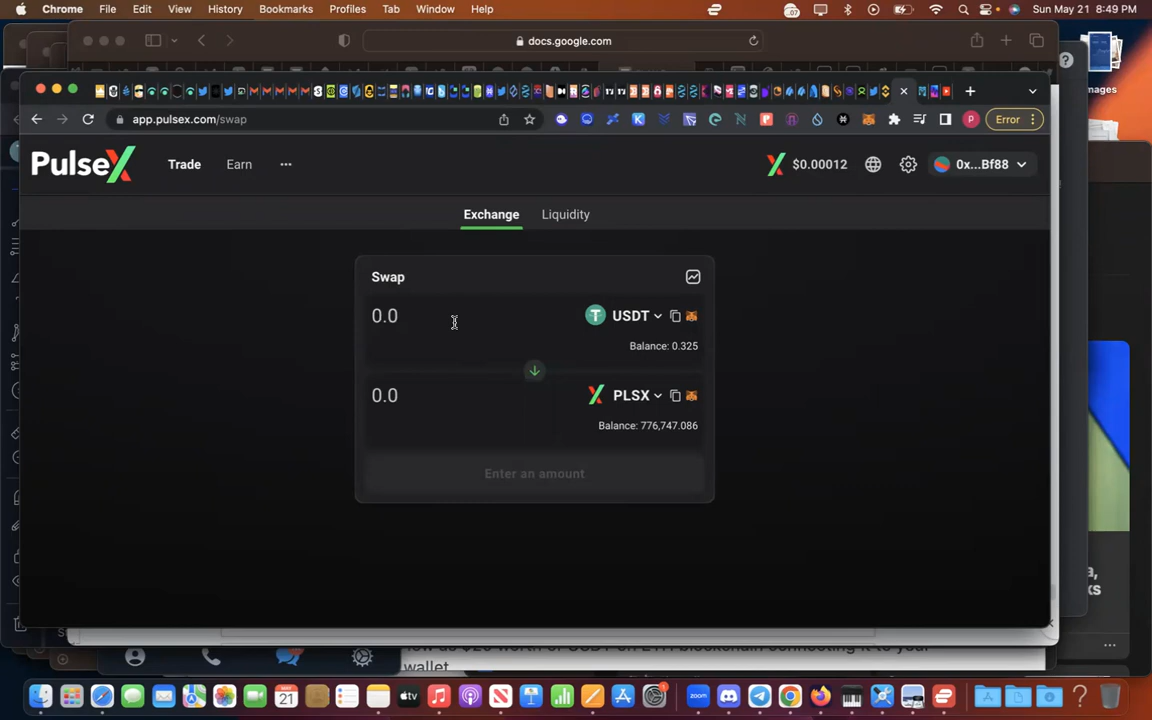 Chrome File Edit View History Bookmarks Profiles Tab Window Help Sun May 21 8:49 PM
docs.google.com
app.pulsex.com/swap Error
PulseX Trade Earn $0.00012 0x...Bf88
Exchange Liquidity
Swap
0.0 USDT
Balance: 0.325
0.0 PLSX
Balance: 776,747.086
Enter an amount
wallet